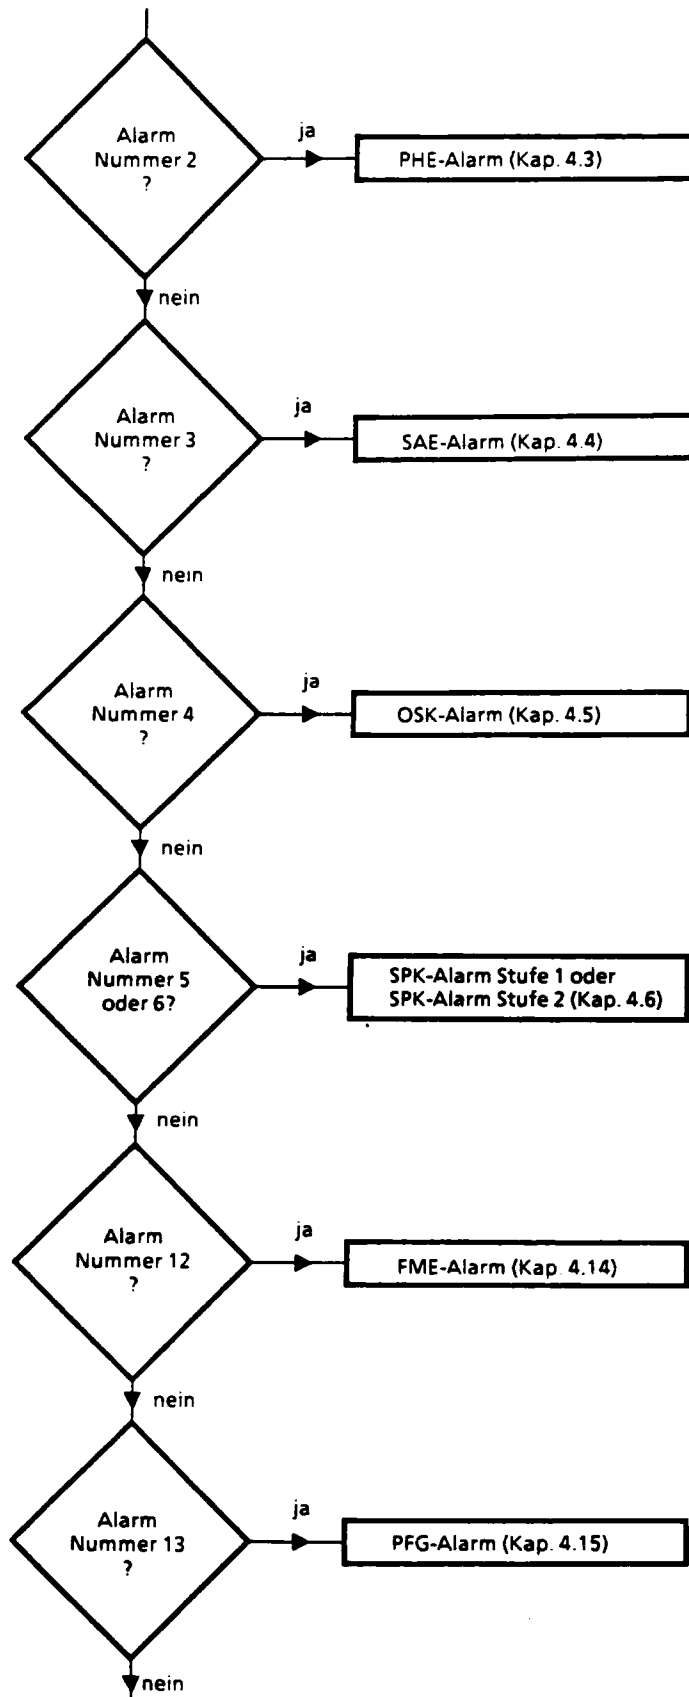 Alarm
Nummer 2
?
ja
PHE-Alarm (Kap. 4.3)
nein
Alarm
Nummer 3
?
ja
SAE-Alarm (Kap. 4.4)
nein
Alarm
Nummer 4
?
ja
OSK-Alarm (Kap. 4.5)
nein
Alarm
Nummer 5
oder 6?
ja
SPK-Alarm Stufe 1 oder
SPK-Alarm Stufe 2 (Kap. 4.6)
nein
Alarm
Nummer 12
?
ja
FME-Alarm (Kap. 4.14)
nein
Alarm
Nummer 13
?
ja
PFG-Alarm (Kap. 4.15)
nein